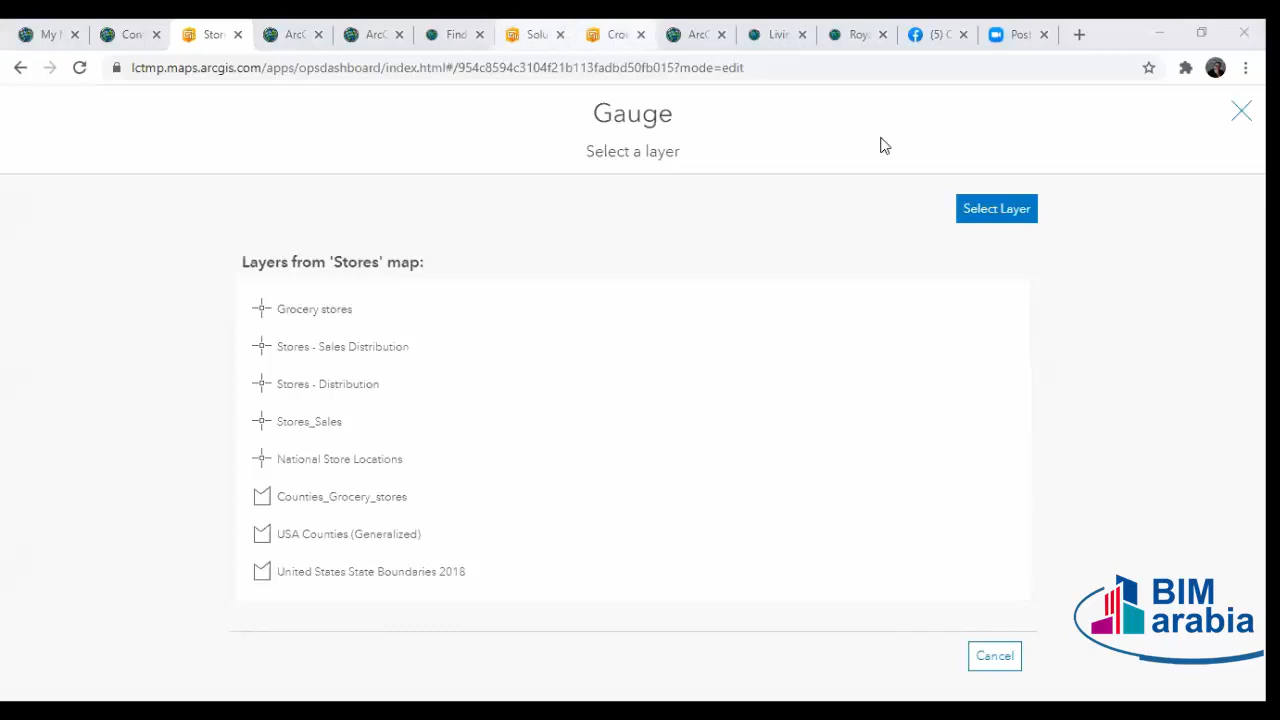 My
Con
Stor
ArcG
ArcG
Find
Solu
Crow
ArcG
Livin
Roya
(5) C
Posi
lctmp.maps.arcgis.com/apps/opsdashboard/index.html#/954c8594c3104f21b113fadbd50fb015?mode=edit
Gauge
Select a layer
Select Layer
Layers from 'Stores' map:
Grocery stores
Stores - Sales Distribution
Stores - Distribution
Stores_Sales
National Store Locations
Counties_Grocery_stores
USA Counties (Generalized)
United States State Boundaries 2018
Cancel
BIM
arabia